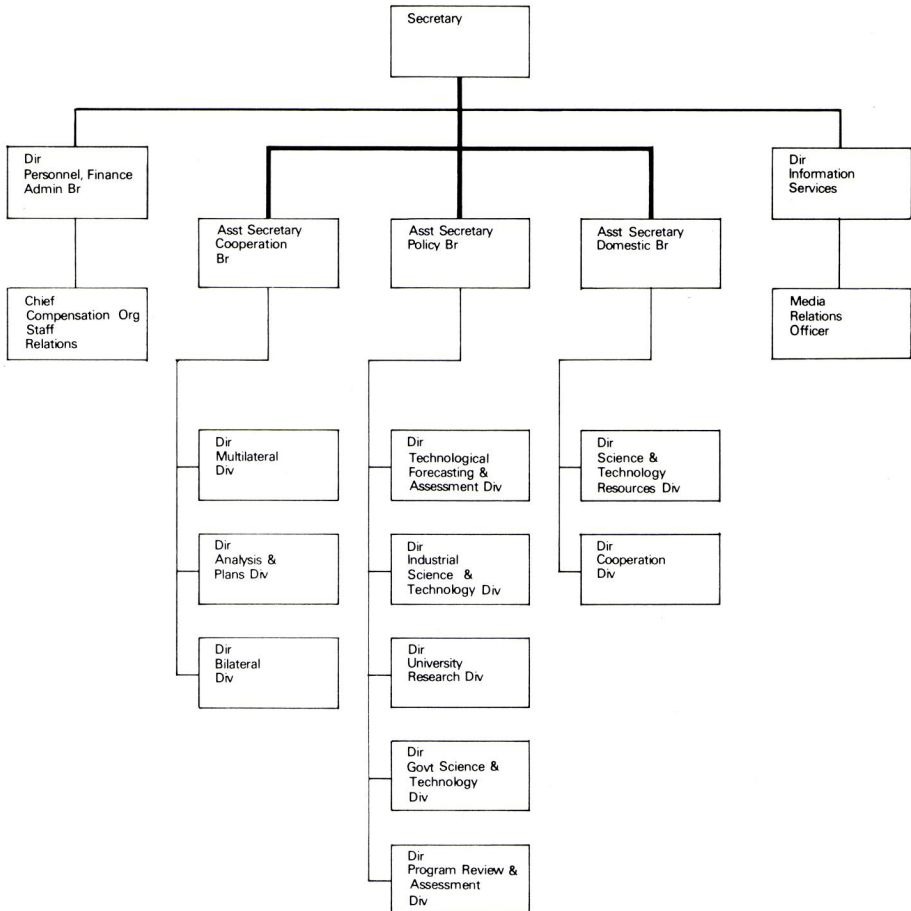 Secretary
Dir
Personnel, Finance
Admin Br
Dir
Information
Services
Asst Secretary
Cooperation
Br
Asst Secretary
Policy Br
Asst Secretary
Domestic Br
Chief
Compensation Org
Staff
Relations
Media
Relations
Officer
Dir
Multilateral
Div
Dir
Technological
Forecasting &
Assessment Div
Dir
Science &
Technology
Resources Div
Dir
Analysis &
Plans Div
Dir
Industrial
Science &
Technology Div
Dir
Cooperation
Div
Dir
Bilateral
Div
Dir
University
Research Div
Dir
Govt Science &
Technology
Div
Dir
Program Review &
Assessment
Div